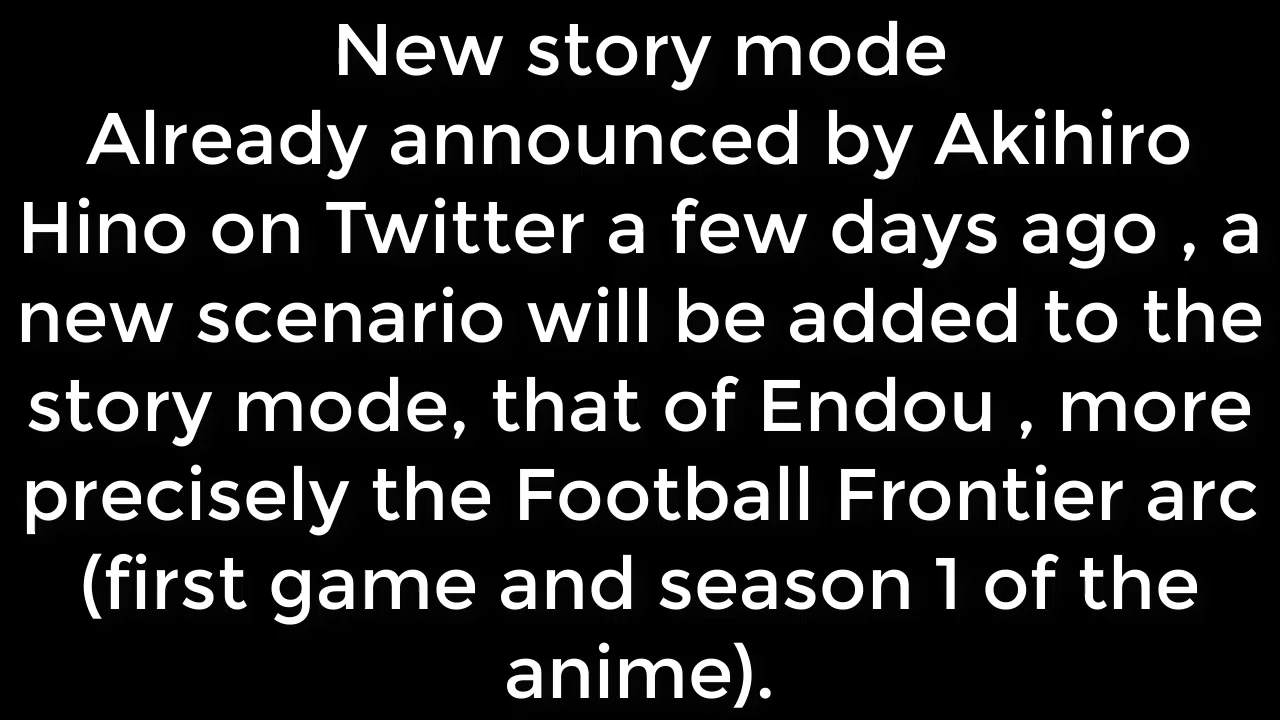 New story mode
Already announced by Akihiro
Hino on Twitter a few days ago , a
new scenario will be added to the
story mode, that of Endou , more
precisely the Football Frontier arc
(first game and season 1 of the
anime).